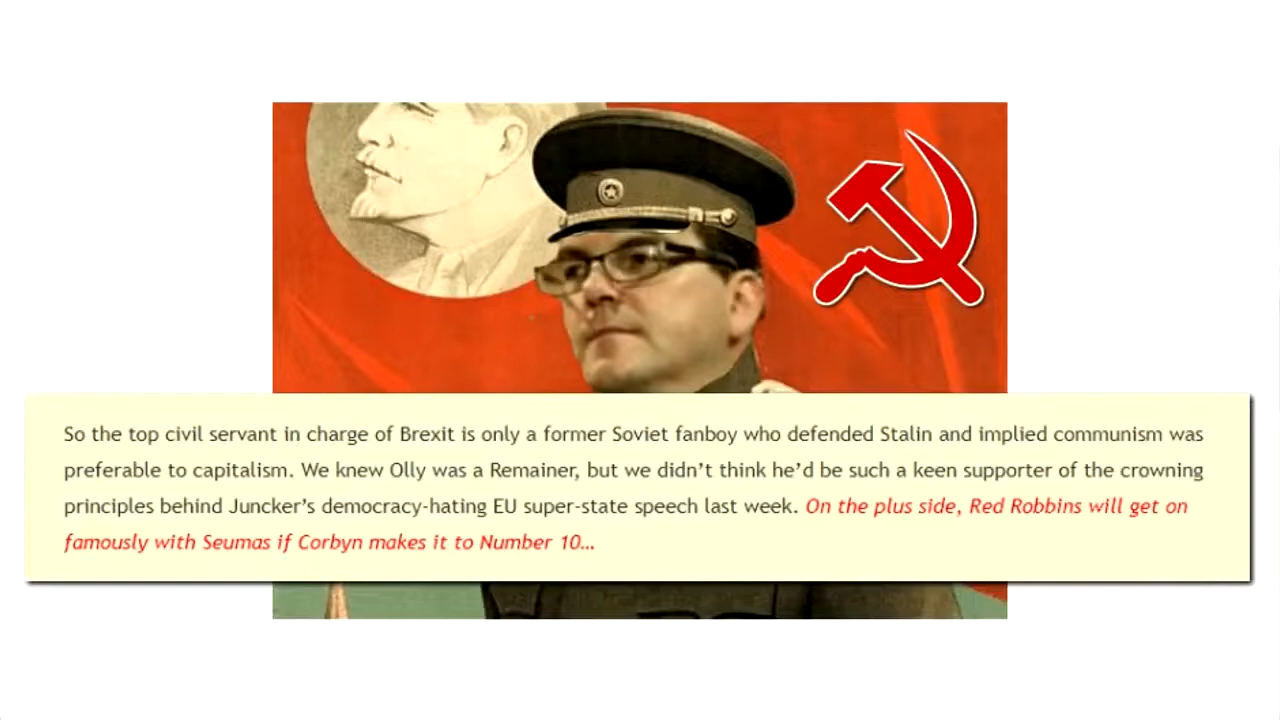 So the top civil servant in charge of Brexit is only a former Soviet fanboy who defended Stalin and implied communism was
preferable to capitalism. We knew Olly was a Remainer, but we didn’t think he’d be such a keen supporter of the crowning
principles behind Juncker’s democracy-hating EU super-state speech last week. On the plus side, Red Robbins will get on
famously with Seumas if Corbyn makes it to Number 10…